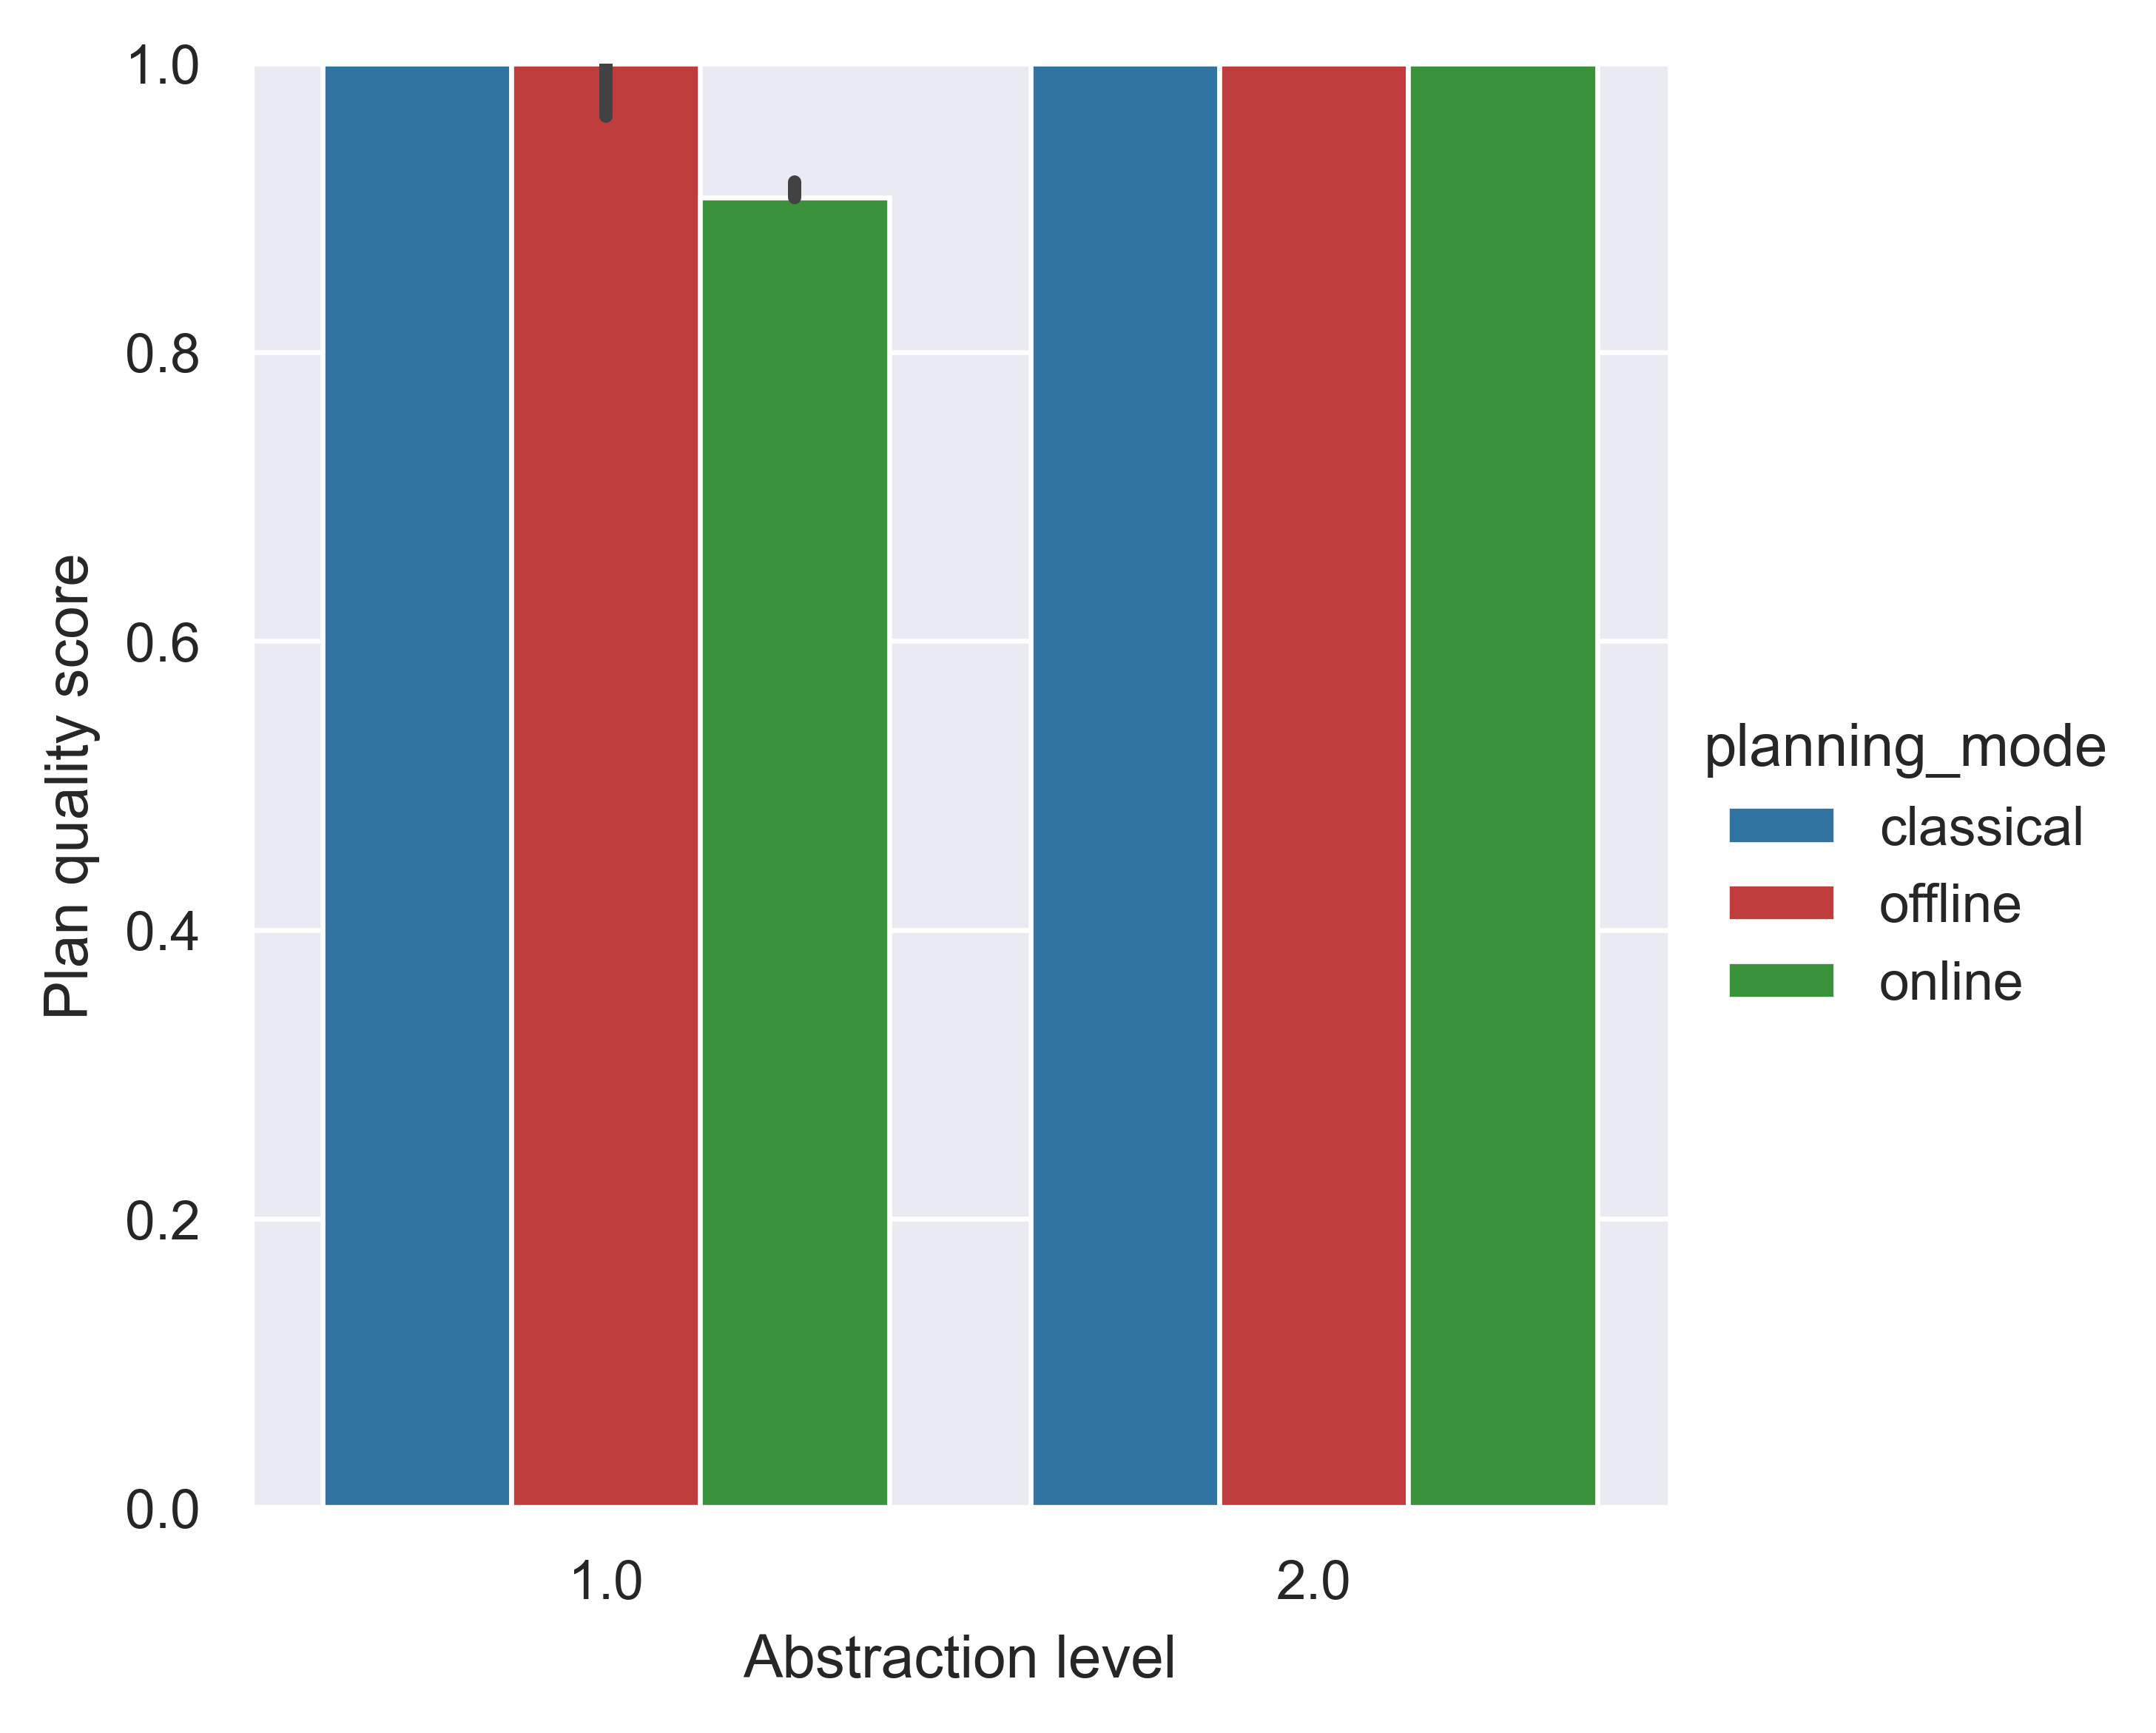 1.0
0.8
0.6
0.4
0.2
0.0
Plan quality score
1.0
2.0
Abstraction level
planning_mode
classical
offline
online